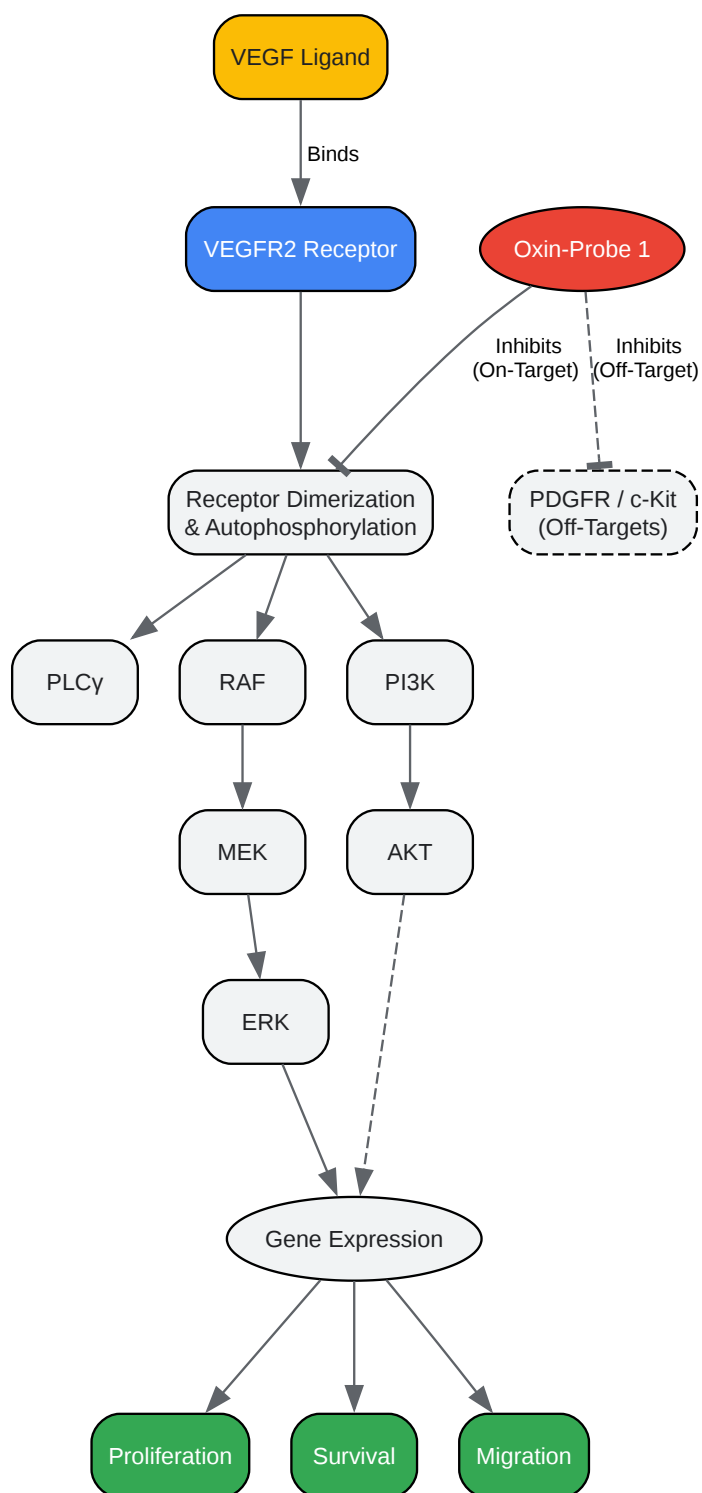 VEGF Ligand
Binds
VEGFR2 Receptor
Oxin-Probe 1
Inhibits
(On-Target)
Inhibits
(Off-Target)
Receptor Dimerization
& Autophosphorylation
PDGFR / c-Kit
(Off-Targets)
PLCγ
RAF
PI3K
MEK
AKT
ERK
Gene Expression
Proliferation
Survival
Migration